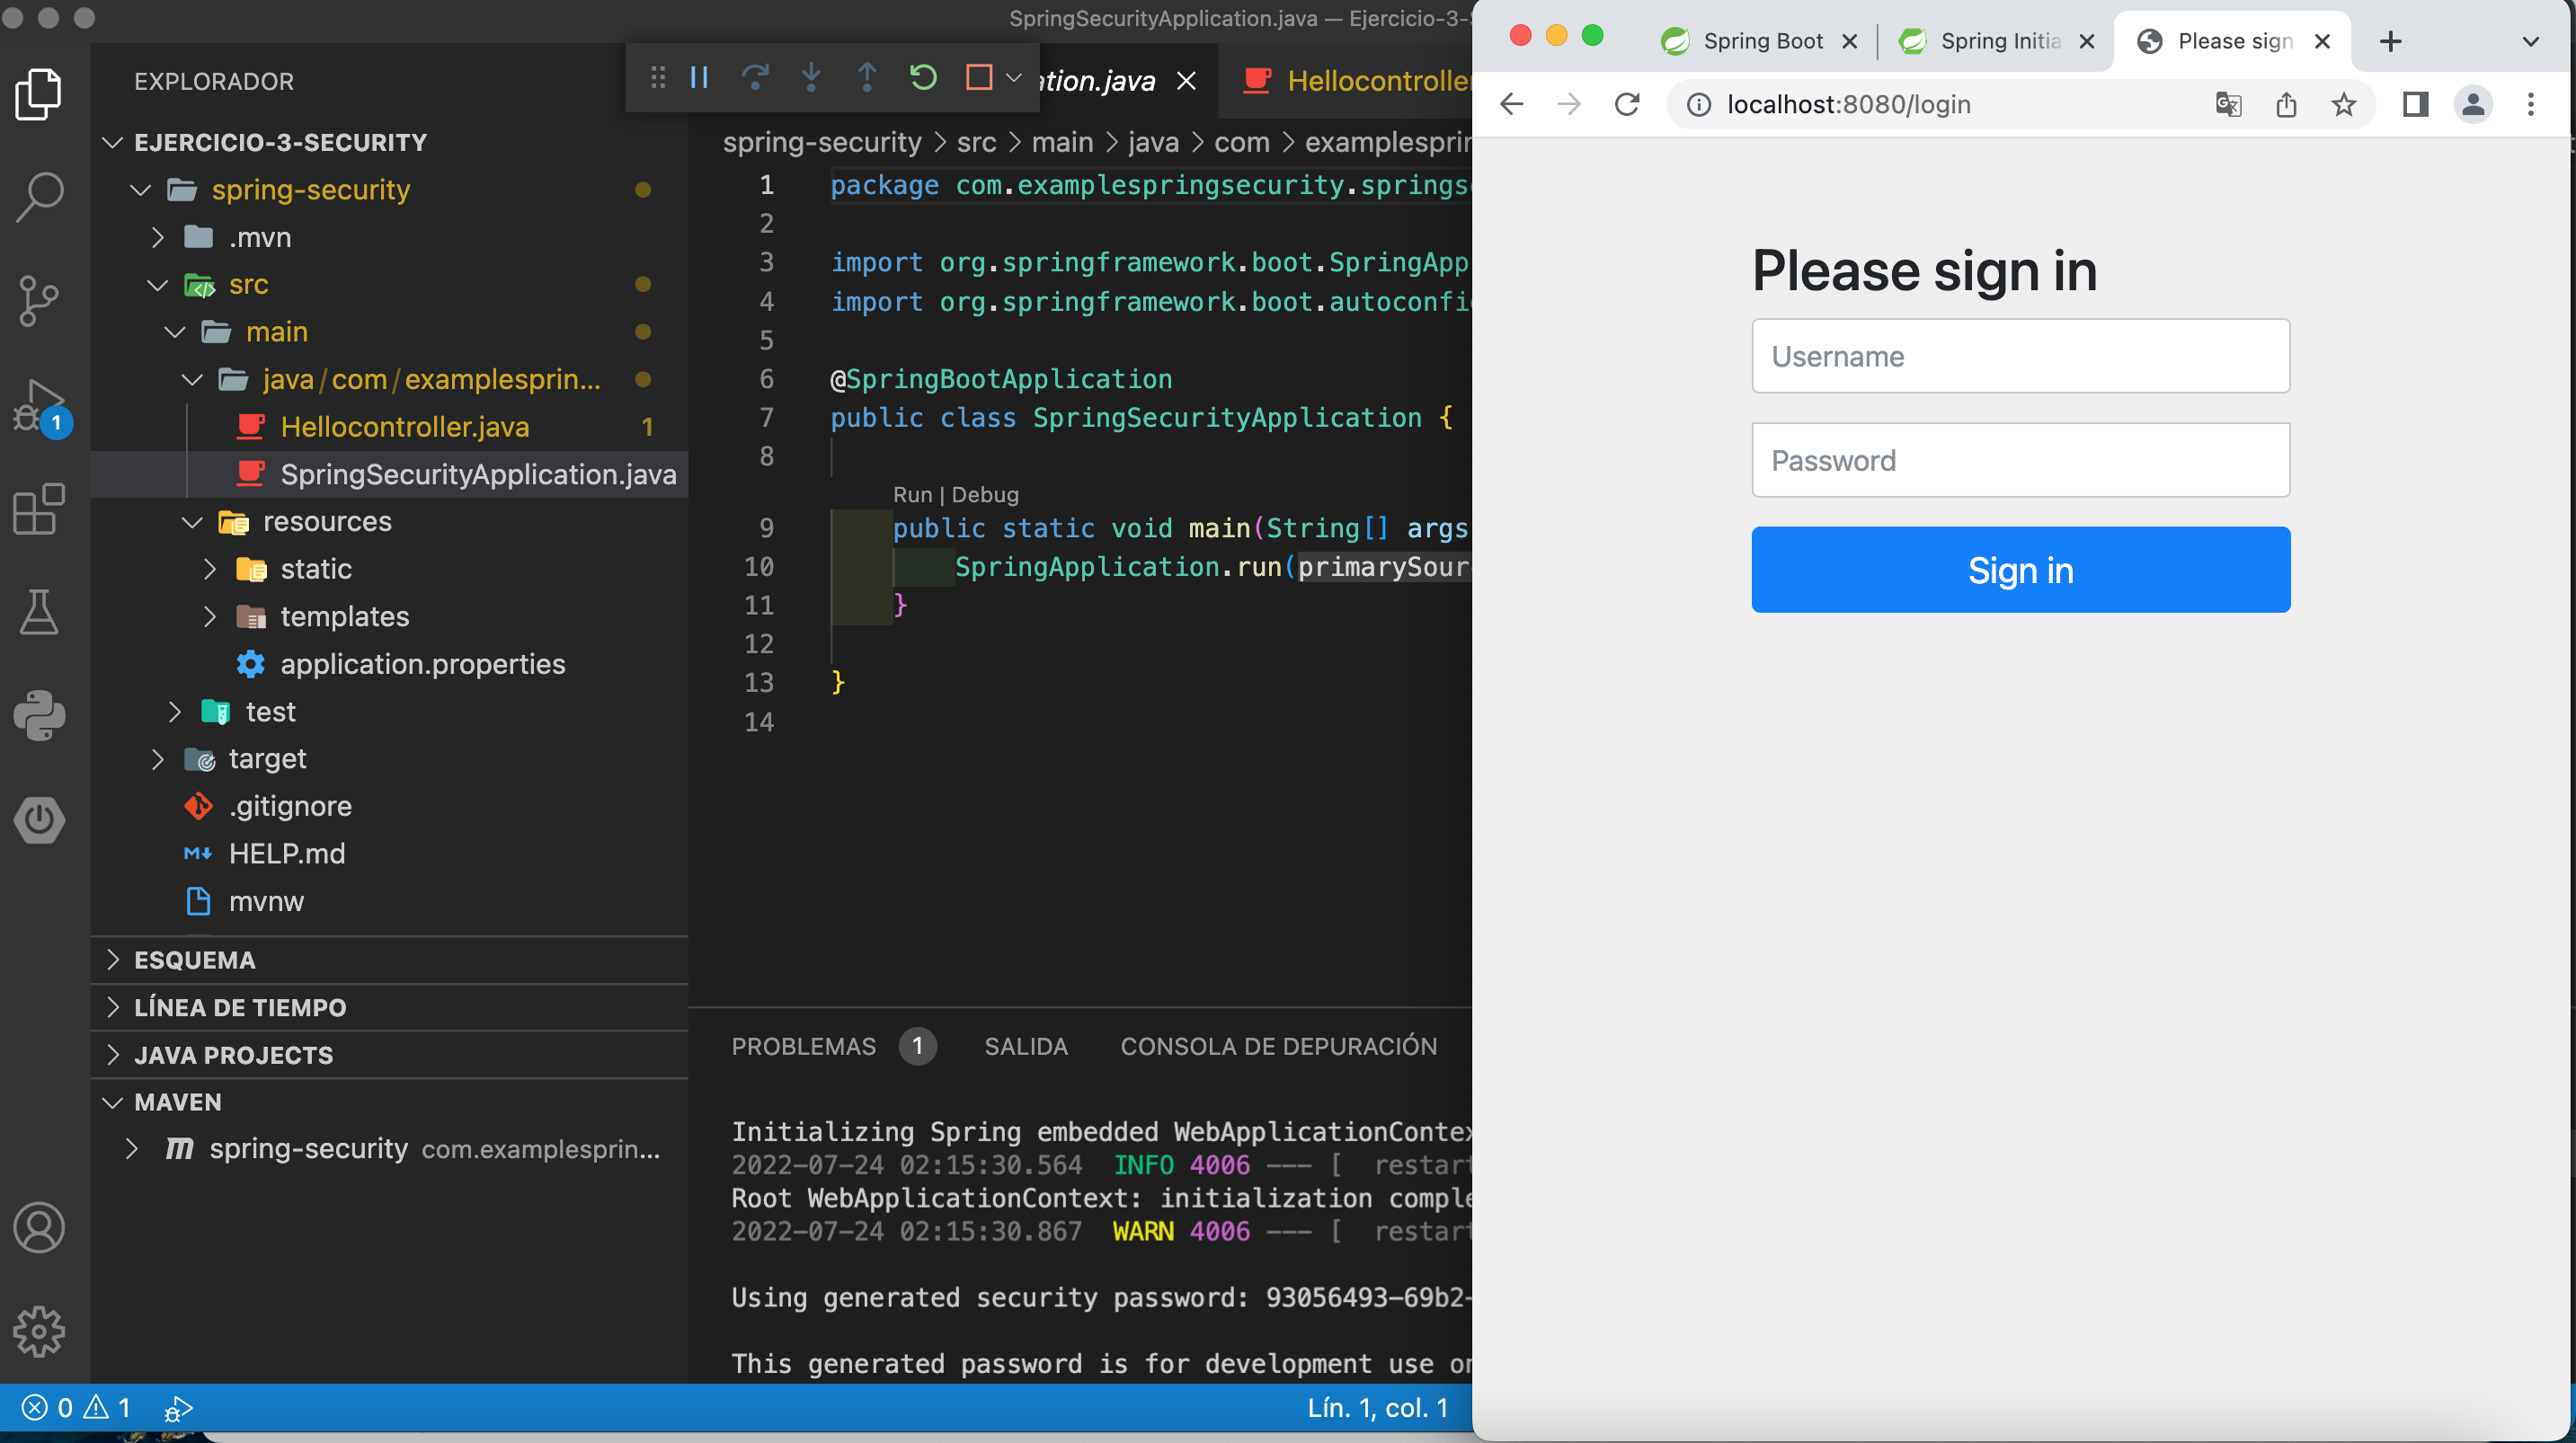 SpringSecurityApplication.java — Ejercicio-3-
EXPLORADOR
EJERCICIO-3-SECURITY
spring-security
.mvn
src
main
java/com/examplesprin...
Hellocontroller.java 1
SpringSecurityApplication.java
resources
static
templates
application.properties
test
target
.gitignore
HELP.md
mvnw
ESQUEMA
LÍNEA DE TIEMPO
JAVA PROJECTS
MAVEN
spring-security com.examplesprin...
1
ation.java
Hellocontroller
spring-security > src > main > java > com > examplesprin
1 package com.examplespringsecurity.springs
2
3 import org.springframework.boot.SpringApp
4 import org.springframework.boot.autoconfi
5
6 @SpringBootApplication
7 public class SpringSecurityApplication {
8
Run | Debug
9 public static void main(String[] args
10 SpringApplication.run(primarySour
11 }
12
13 }
14
PROBLEMAS 1 SALIDA CONSOLA DE DEPURACIÓN
Initializing Spring embedded WebApplicationContex
2022-07-24 02:15:30.564 INFO 4006 --- [ restart
Root WebApplicationContext: initialization comple
2022-07-24 02:15:30.867 WARN 4006 --- [ restart
Using generated security password: 93056493-69b2-
This generated password is for development use on
0 1
Lín. 1, col. 1
Spring Boot
Spring Initia
Please sign
localhost:8080/login
Please sign in
Username
Password
Sign in